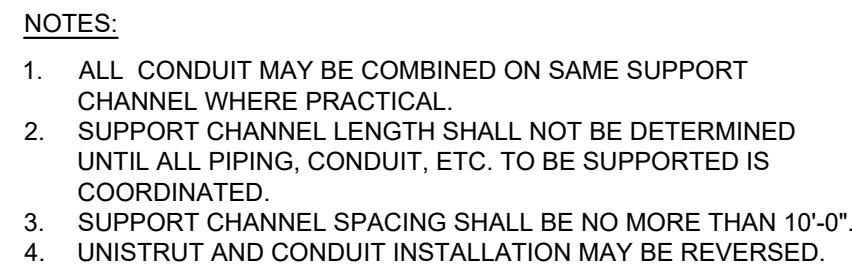 NOTES:
1. ALL CONDUIT MAY BE COMBINED ON SAME SUPPORT
CHANNEL WHERE PRACTICAL.
2. SUPPORT CHANNEL LENGTH SHALL NOT BE DETERMINED
UNTIL ALL PIPING, CONDUIT, ETC. TO BE SUPPORTED IS
COORDINATED.
3. SUPPORT CHANNEL SPACING SHALL BE NO MORE THAN 10'-0".
4. UNISTRUT AND CONDUIT INSTALLATION MAY BE REVERSED.